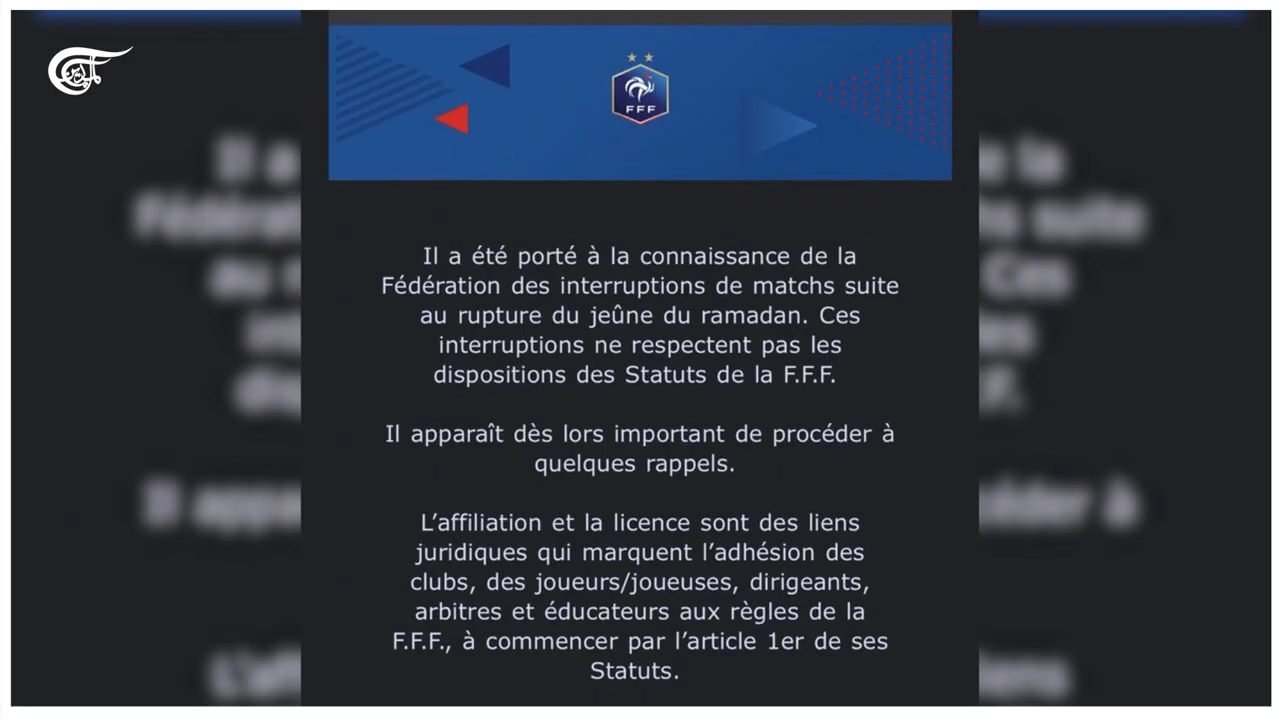 الميادين
FFF
Il a été porté à la connaissance de la
Fédération des interruptions de matchs suite
au rupture du jeûne du ramadan. Ces
interruptions ne respectent pas les
dispositions des Statuts de la F.F.F.
Il apparaît dès lors important de procéder à
quelques rappels.
L’affiliation et la licence sont des liens
juridiques qui marquent l’adhésion des
clubs, des joueurs/joueuses, dirigeants,
arbitres et éducateurs aux règles de la
F.F.F., à commencer par l’article 1er de ses
Statuts.